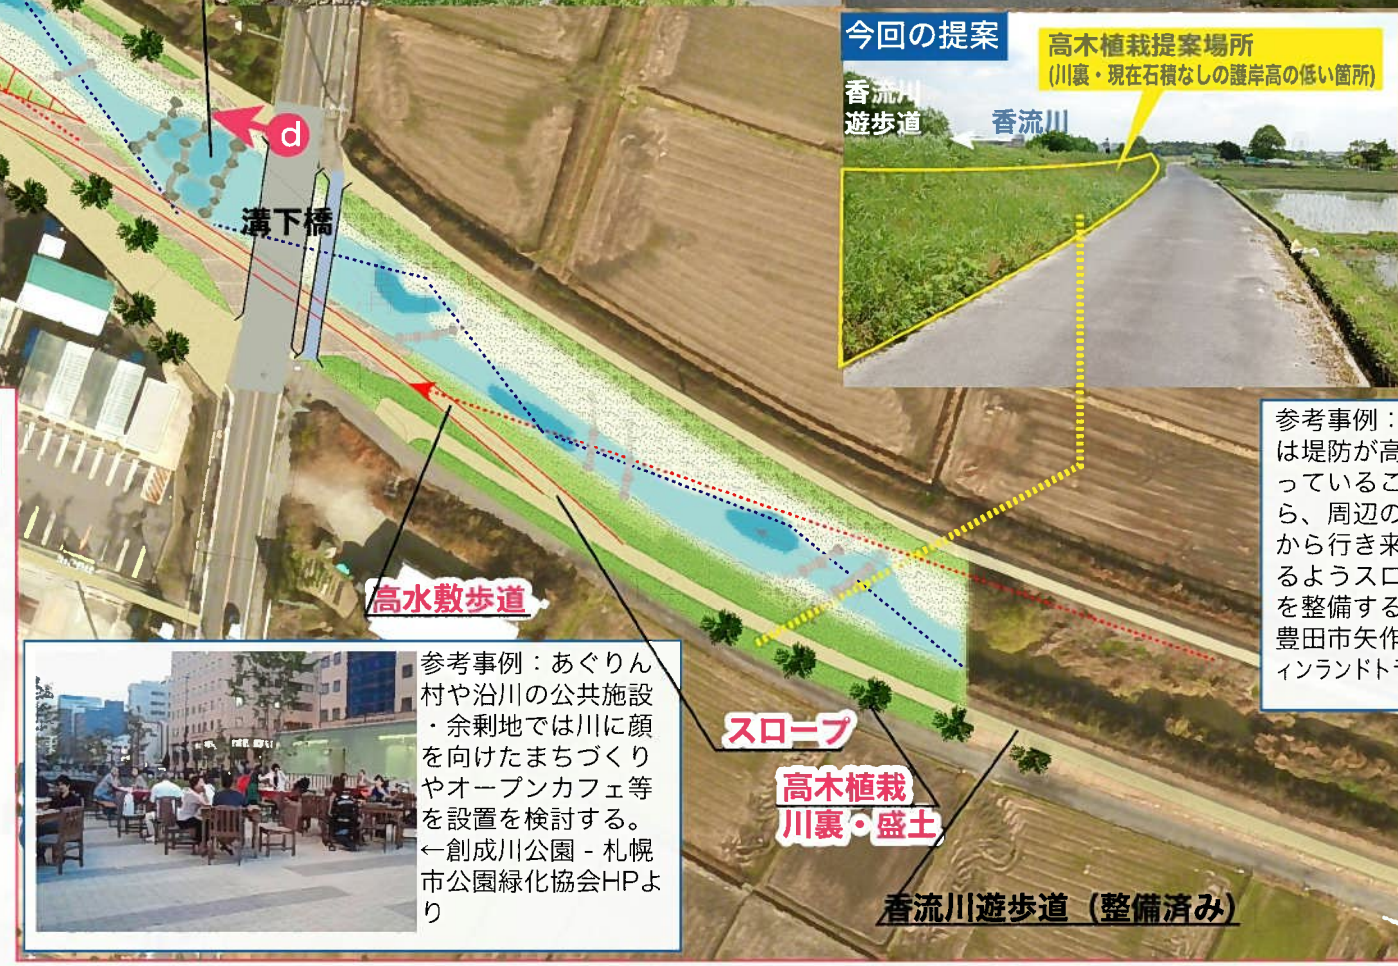 今回の提案
高木植栽提案場所
(川裏・現在石積なしの護岸高の低い箇所)
香流川
遊歩道
香流川
d
溝下橋
参考事例：
は堤防が高
っているこ
ら、周辺の
から行き来
るようスロ
を整備する
豊田市矢作
ィンランドト
高水敷歩道
参考事例：あぐりん
村や沿川の公共施設
・余剰地では川に顔
を向けたまちづくり
やオープンカフェ等
を設置を検討する。
←創成川公園 - 札幌
市公園緑化協会HPよ
り
スロープ
高木植栽
川裏・盛土
香流川遊歩道（整備済み）